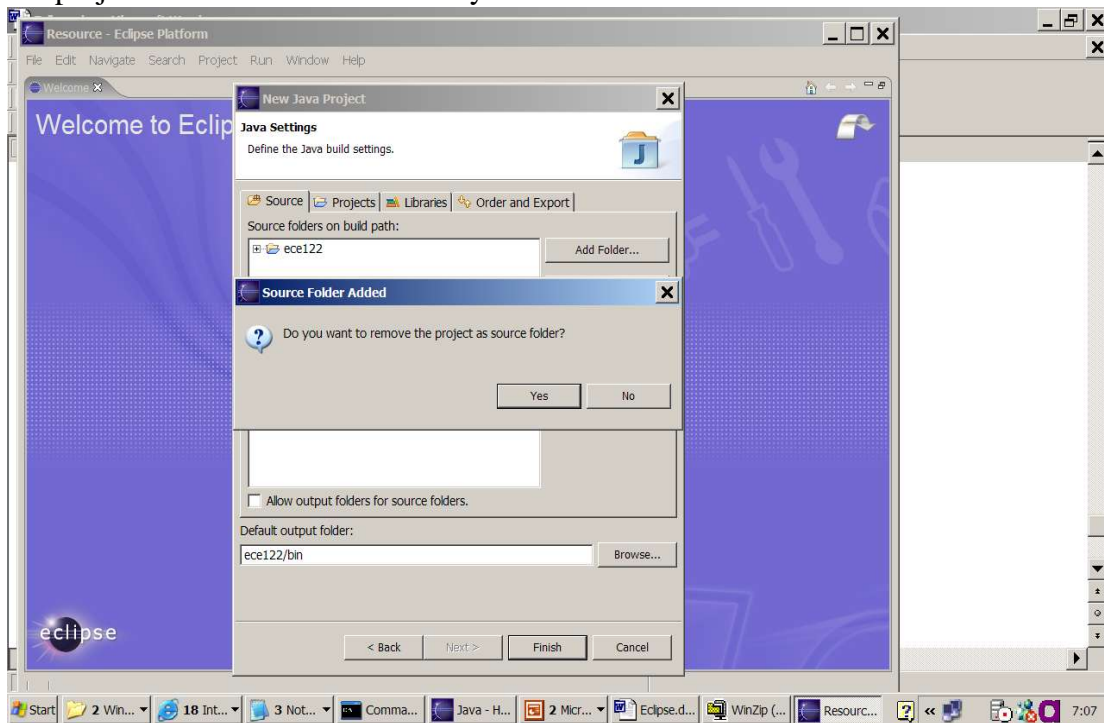 Resource - Eclipse Platform
File Edit Navigate Search Project Run Window Help
Welcome
Welcome to Eclip
New Java Project
Java Settings
Define the Java build settings.
J
Source Projects Libraries Order and Export
Source folders on build path:
ece122
Add Folder...
Source Folder Added
Do you want to remove the project as source folder?
Yes No
Allow output folders for source folders.
Default output folder:
ece122/bin
Browse...
eclipse
< Back Next > Finish Cancel
Start 2 Win... 18 Int... 3 Not... Comma... Java - H... 2 Micr... Eclipse.d... WinZip (... Resourc... « 7:07